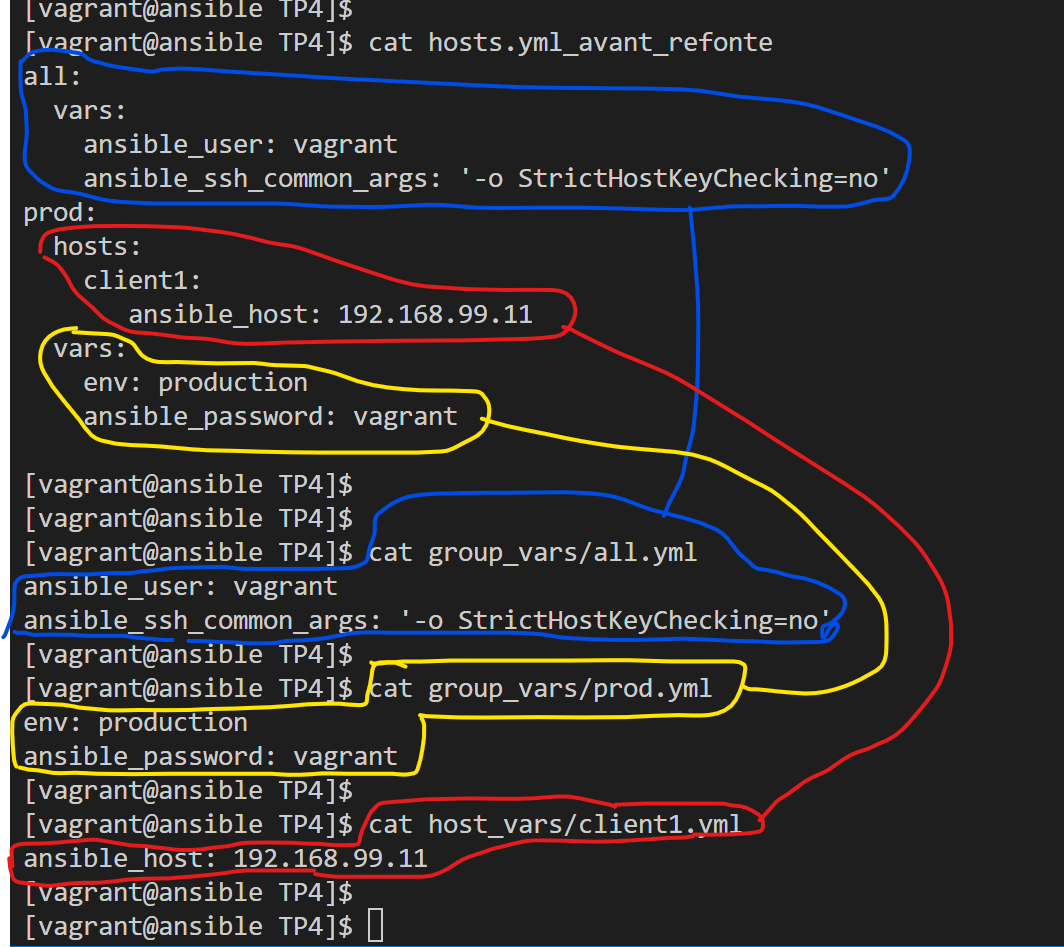 [vagrant@ansible TP4]$
[vagrant@ansible TP4]$ cat hosts.yml_avant_refonte
all:
  vars:
    ansible_user: vagrant
    ansible_ssh_common_args: '-o StrictHostKeyChecking=no'
prod:
  hosts:
    client1:
       ansible_host: 192.168.99.11
  vars:
    env: production
    ansible_password: vagrant

[vagrant@ansible TP4]$
[vagrant@ansible TP4]$
[vagrant@ansible TP4]$ cat group_vars/all.yml
ansible_user: vagrant
ansible_ssh_common_args: '-o StrictHostKeyChecking=no'
[vagrant@ansible TP4]$
[vagrant@ansible TP4]$ cat group_vars/prod.yml
env: production
ansible_password: vagrant
[vagrant@ansible TP4]$
[vagrant@ansible TP4]$ cat host_vars/client1.yml
ansible_host: 192.168.99.11
[vagrant@ansible TP4]$
[vagrant@ansible TP4]$